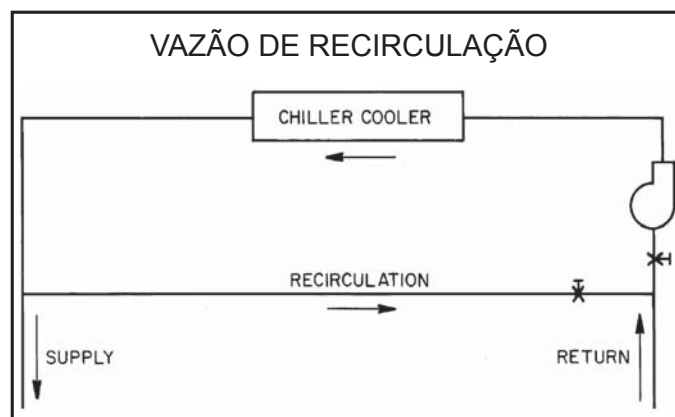 VAZÃO DE RECIRCULAÇÃO
CHILLER COOLER
RECIRCULATION
SUPPLY
RETURN